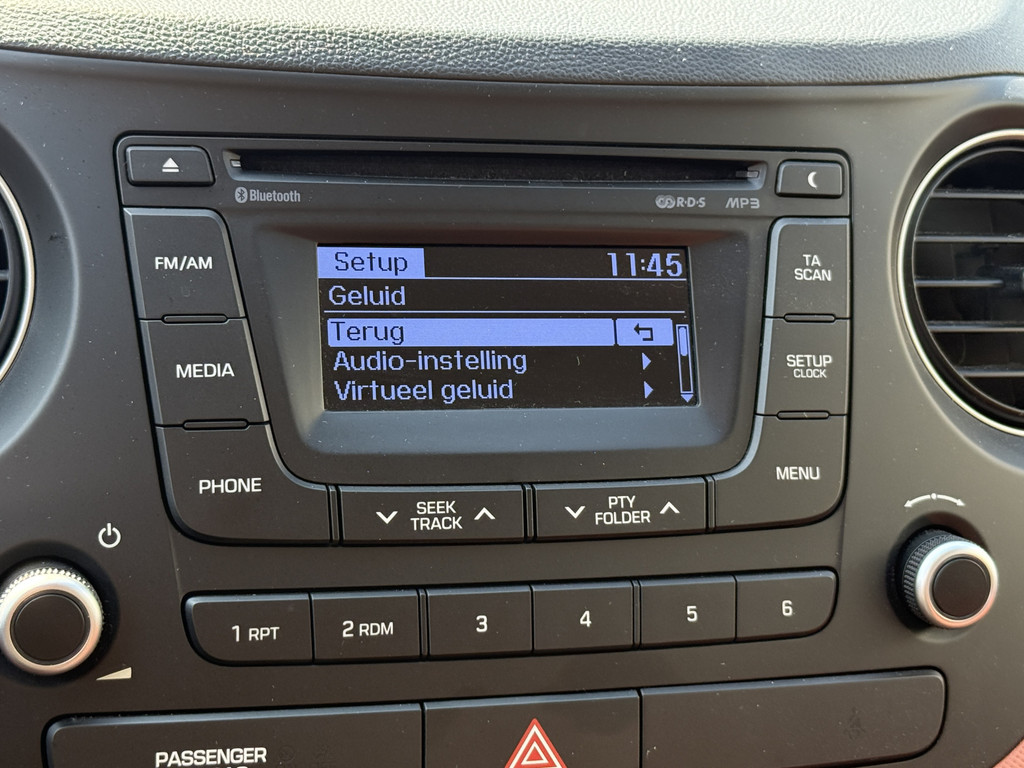 Bluetooth
R·D·S MP3
FM/AM
MEDIA
PHONE
Setup 11:45
Geluid
Terug
Audio-instelling
Virtueel geluid
TA
SCAN
SETUP
CLOCK
MENU
SEEK
TRACK
PTY
FOLDER
1 RPT
2 RDM
3
4
5
6
PASSENGER